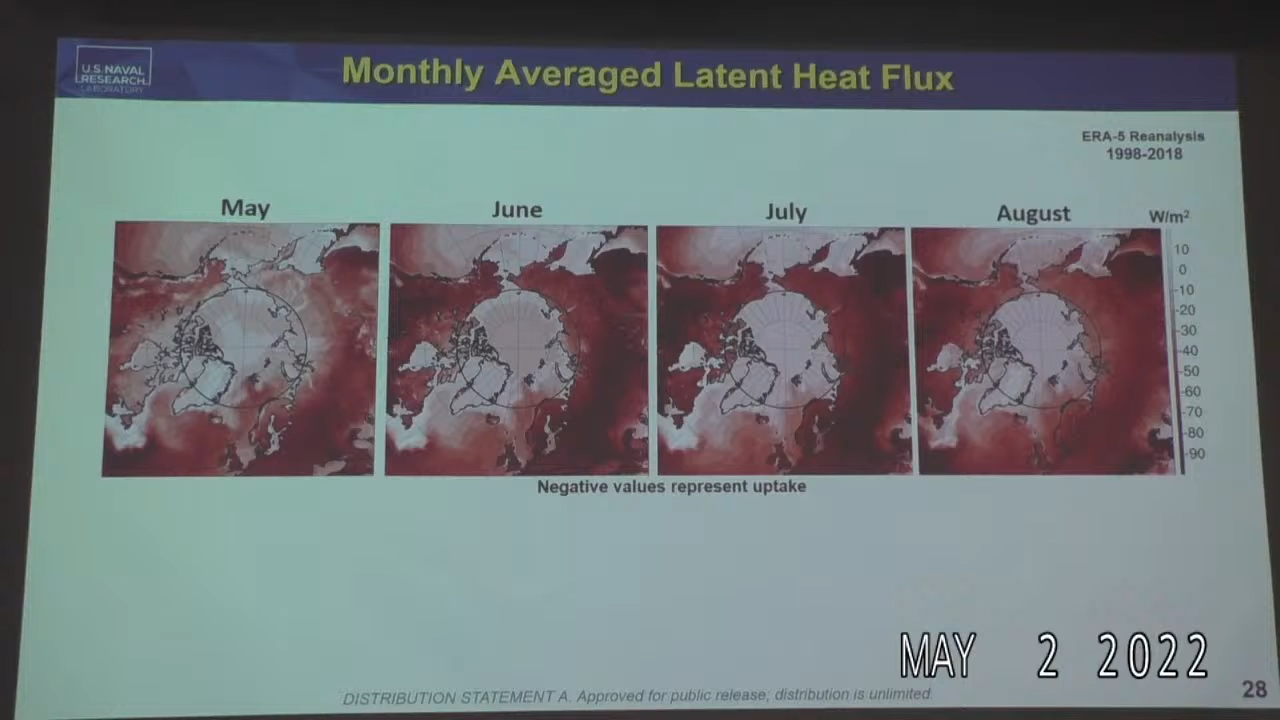 U.S. NAVAL
RESEARCH
LABORATORY
Monthly Averaged Latent Heat Flux
ERA-5 Reanalysis
1998-2018
May
June
July
August
W/m²
10
0
-10
-20
-30
-40
-50
-60
-70
-80
-90
Negative values represent uptake
MAY 2 2022
DISTRIBUTION STATEMENT A. Approved for public release; distribution is unlimited.
28